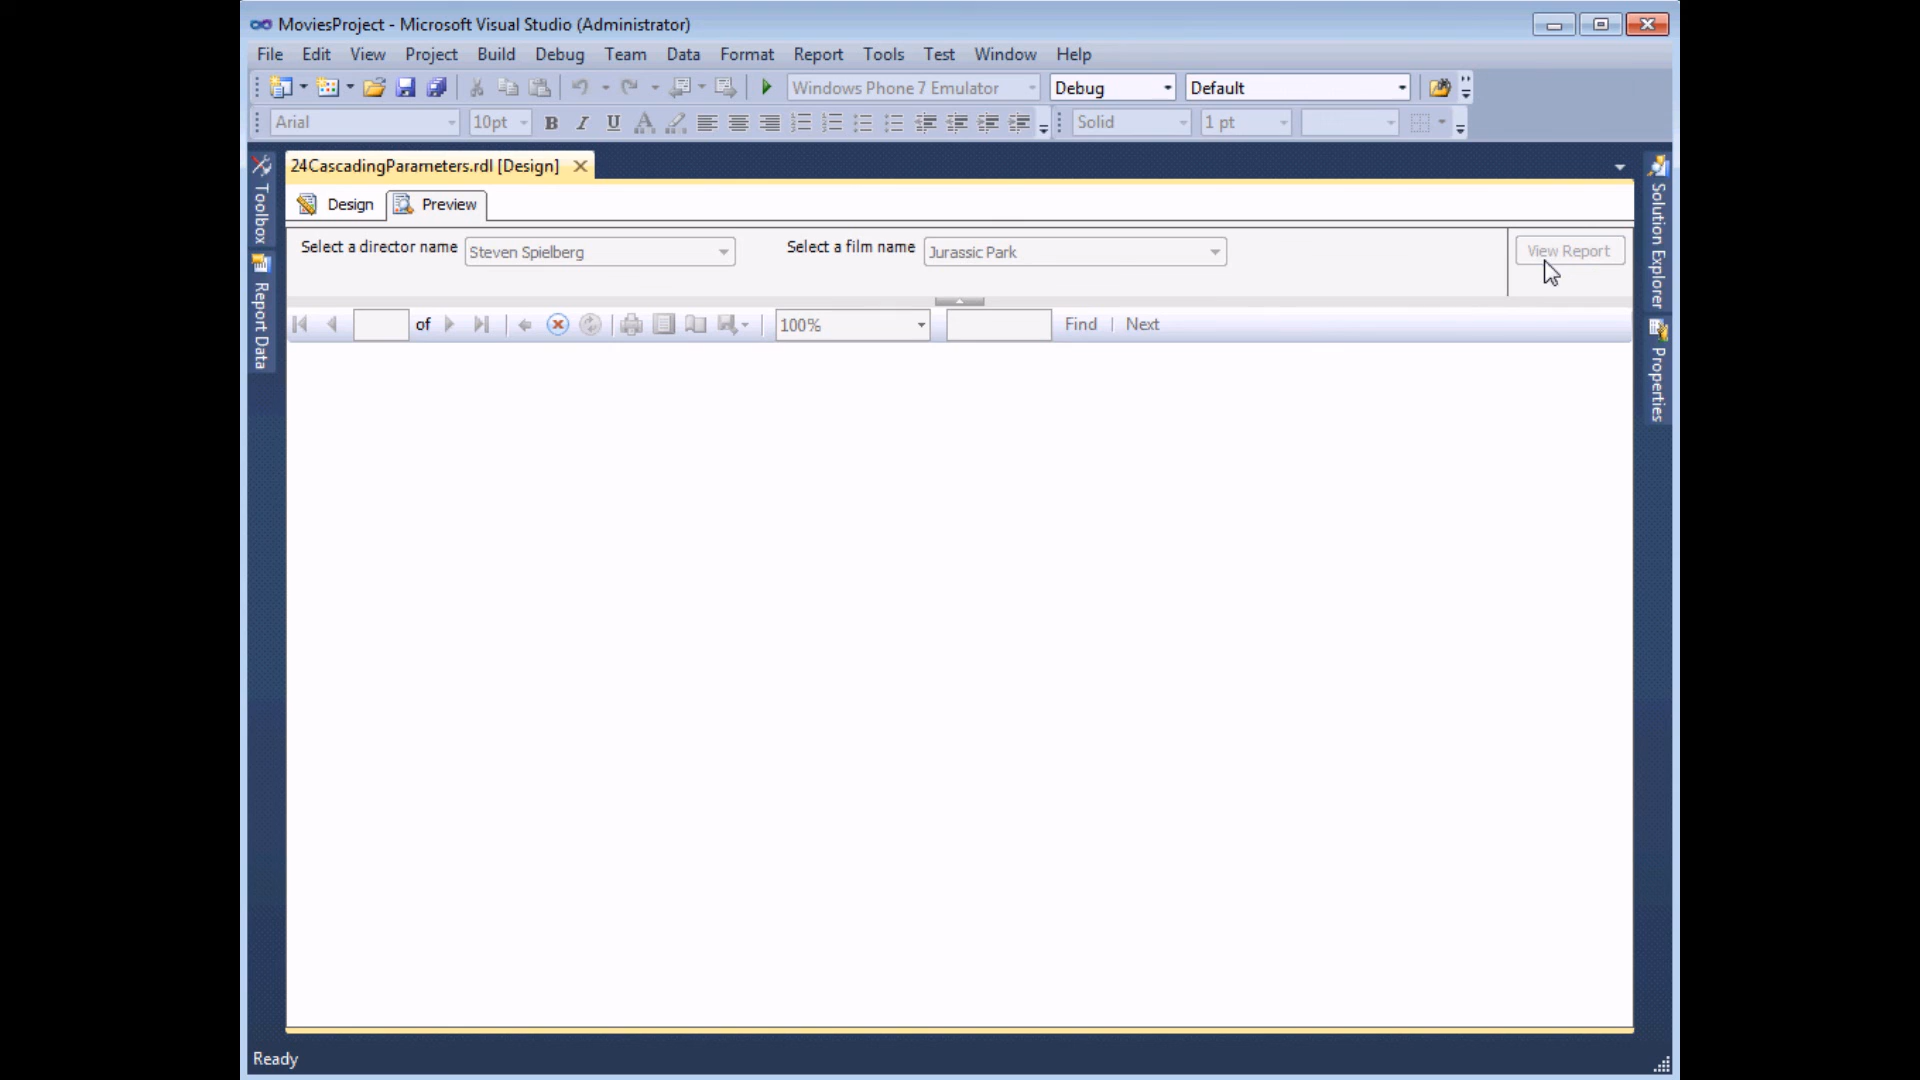 MoviesProject - Microsoft Visual Studio (Administrator)
File Edit View Project Build Debug Team Data Format Report Tools Test Window Help
Windows Phone 7 Emulator Debug Default
Arial 10pt B I U A Solid 1 pt
24CascadingParameters.rdl [Design]
Design Preview
Select a director name Steven Spielberg Select a film name Jurassic Park View Report
of 100% Find | Next
Toolbox
Report Data
Solution Explorer
Properties
Ready